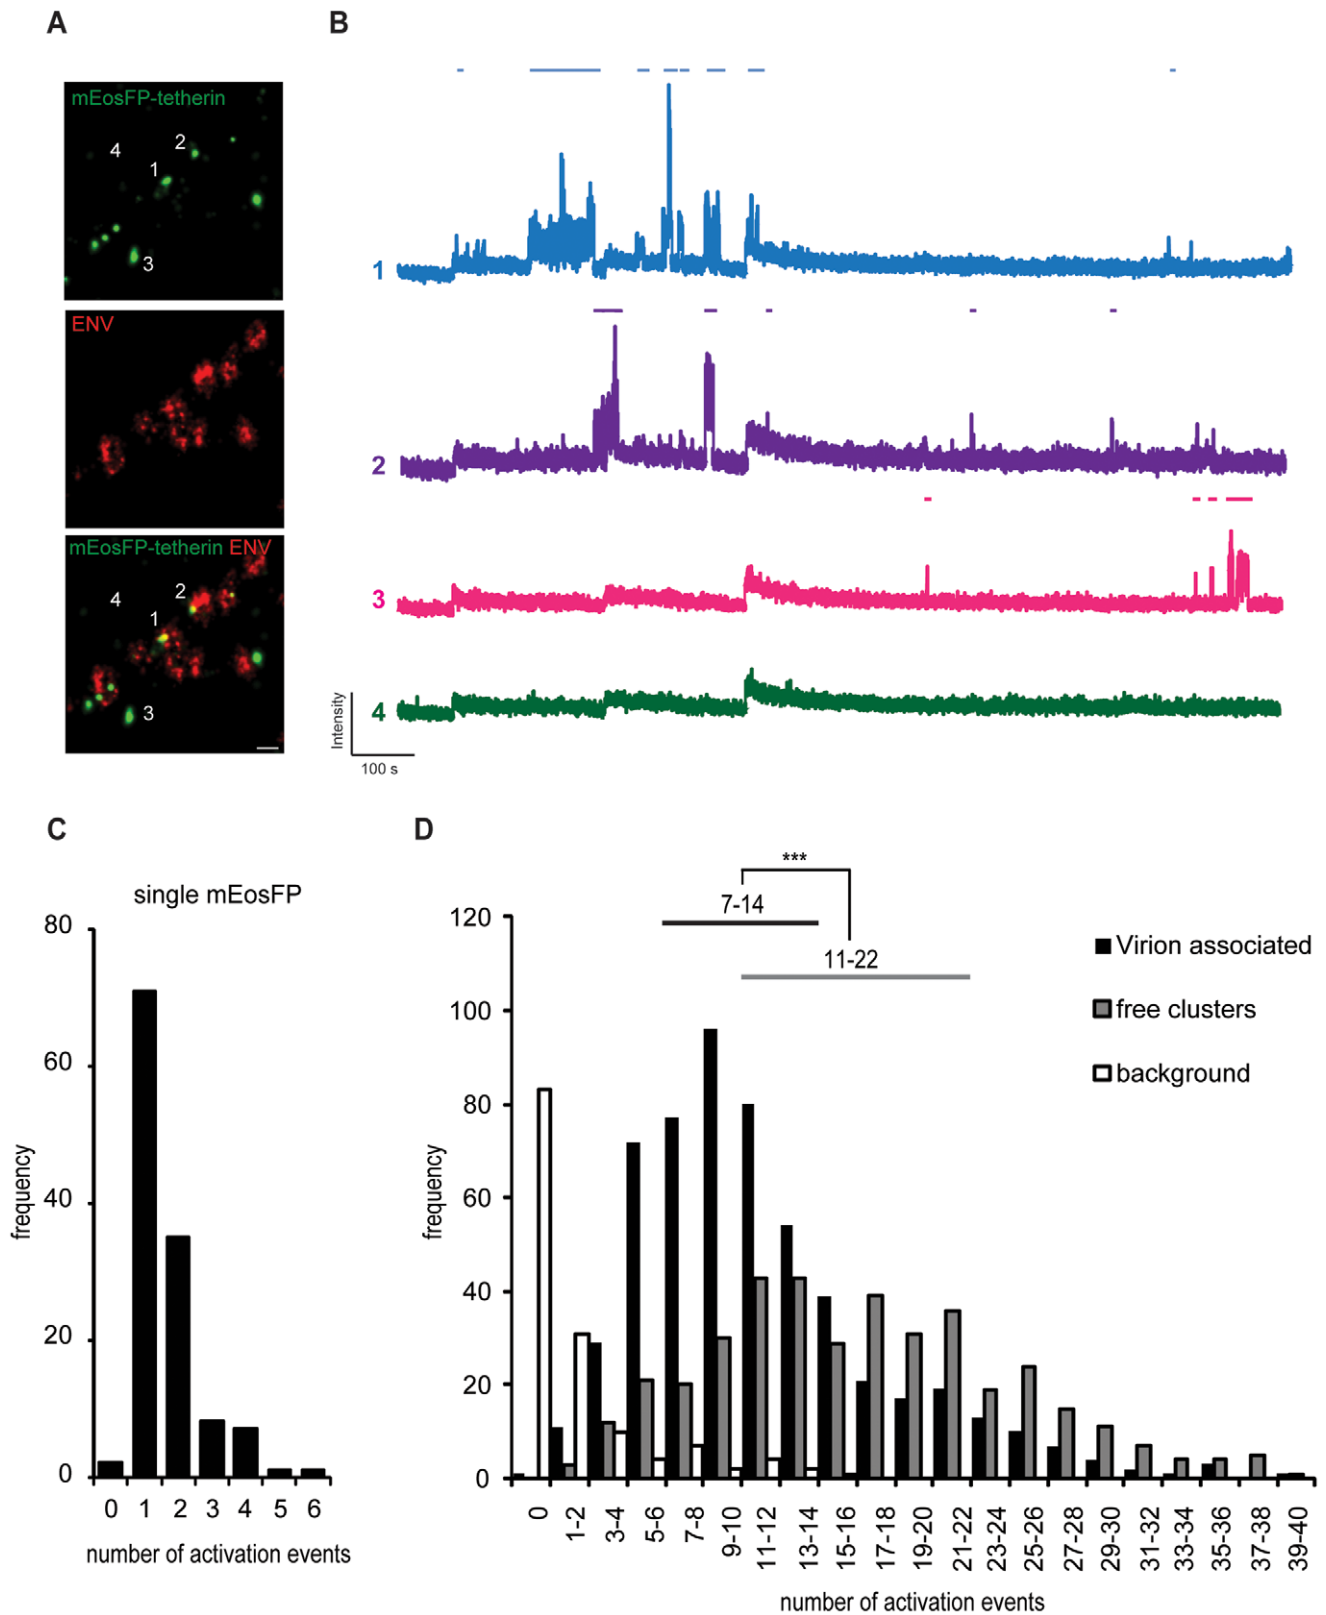 A
mEosFP-tetherin
4
2
1
3
ENV
mEosFP-tetherin ENV
4
2
1
3
B
1
2
3
4
Intensity
100 s
C
single mEosFP
80
60
40
20
0
frequency
0 1 2 3 4 5 6
number of activation events
D
***
7-14
11-22
120
100
80
60
40
20
0
frequency
Virion associated
free clusters
background
0 1-2 3-4 5-6 7-8 9-10 11-12 13-14 15-16 17-18 19-20 21-22 23-24 25-26 27-28 29-30 31-32 33-34 35-36 37-38 39-40
number of activation events